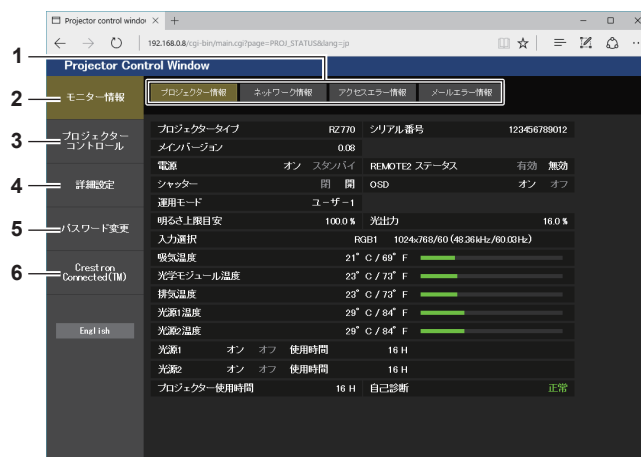 Projector control windov × +
192.168.0.8/cgi-bin/main.cgi?page=PROJ_STATUS&lang=jp
1
Projector Control Window
2
モニター情報
プロジェクター情報 ネットワーク情報 アクセスエラー情報 メールエラー情報
3
プロジェクター
コントロール
4
詳細設定
5
パスワード変更
6
Crestron
Connected(TM)
English
プロジェクタータイプ RZ770 シリアル番号 123456789012
メインバージョン 0.08
電源 オン スタンバイ REMOTE2 ステータス 有効 無効
シャッター 閉 開 OSD オン オフ
運用モード ユーザー1
明るさ上限目安 100.0 % 光出力 16.0 %
入力選択 RGB1 1024x768/60 (48.36kHz/60.03Hz)
吸気温度 21° C / 69° F
光学モジュール温度 23° C / 73° F
排気温度 23° C / 73° F
光源1温度 29° C / 84° F
光源2温度 29° C / 84° F
光源1 オン オフ 使用時間 16 H
光源2 オン オフ 使用時間 16 H
プロジェクター使用時間 16 H 自己診断 正常